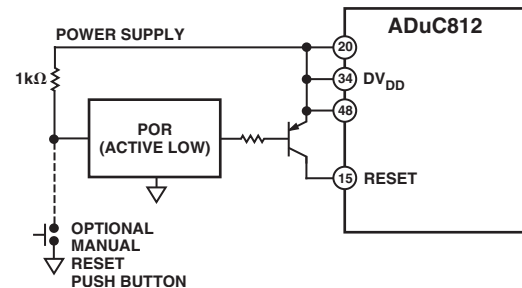 ADuC812
POWER SUPPLY
20
1kΩ
34 DVDD
48
POR
(ACTIVE LOW)
15 RESET
OPTIONAL
MANUAL
RESET
PUSH BUTTON